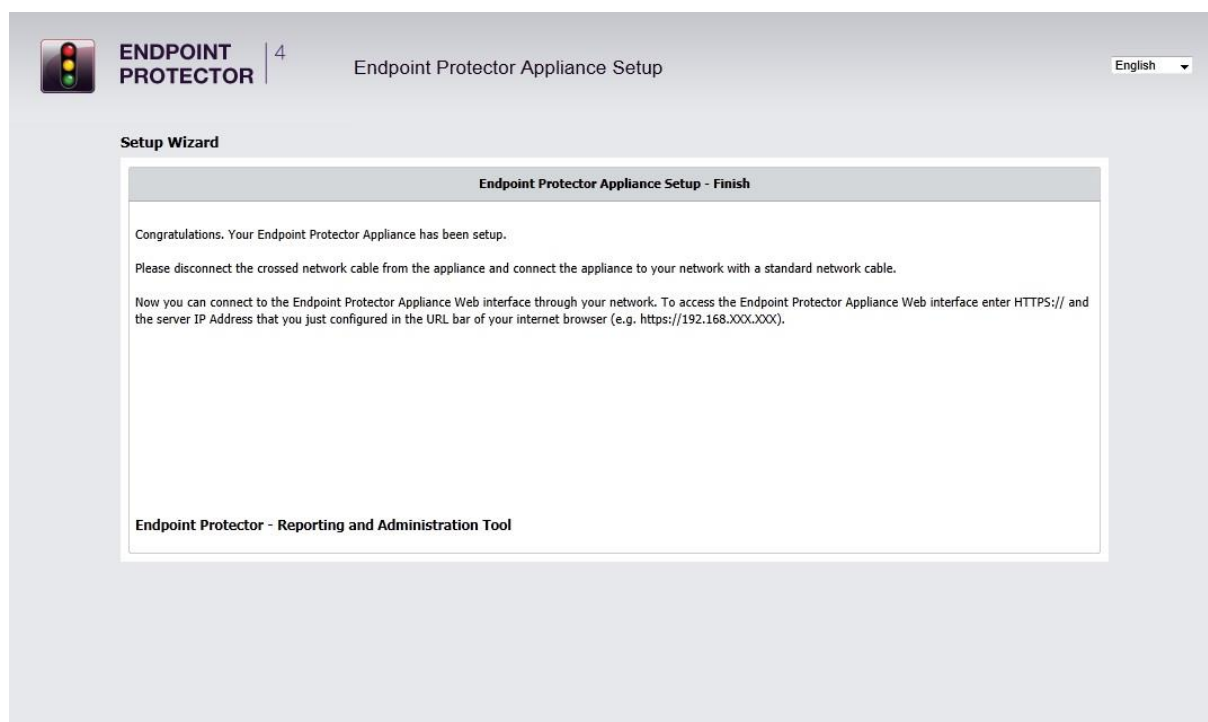 ENDPOINT
PROTECTOR
4
Endpoint Protector Appliance Setup
English
Setup Wizard
Endpoint Protector Appliance Setup - Finish
Congratulations. Your Endpoint Protector Appliance has been setup.
Please disconnect the crossed network cable from the appliance and connect the appliance to your network with a standard network cable.
Now you can connect to the Endpoint Protector Appliance Web interface through your network. To access the Endpoint Protector Appliance Web interface enter HTTPS:// and
the server IP Address that you just configured in the URL bar of your internet browser (e.g. https://192.168.XXX.XXX).
Endpoint Protector - Reporting and Administration Tool